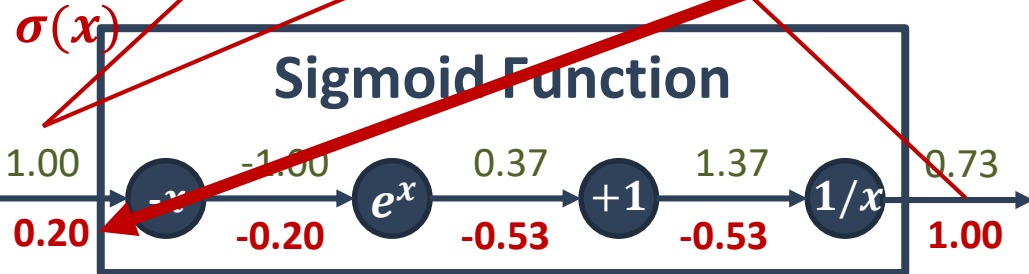 σ(x)
Sigmoid Function
1.00 -1.00 0.37 1.37 0.73
-x e^x +1 1/x
0.20 -0.20 -0.53 -0.53 1.00